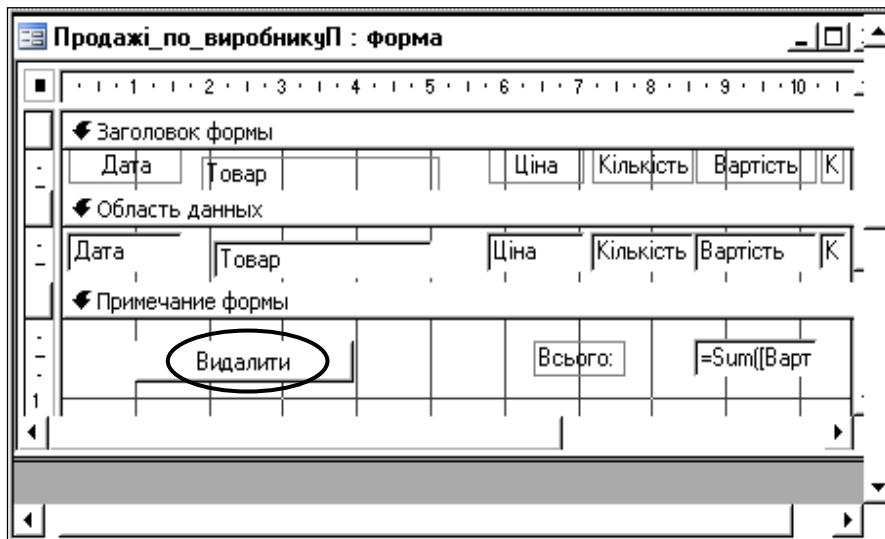 Продажі_по_виробникуП : форма
1 2 3 4 5 6 7 8 9 10
Заголовок формы
Дата Товар Ціна Кількість Вартість К
Область данных
Дата Товар Ціна Кількість Вартість К
Примечание формы
Видалити Всього: =Sum([Варт
1